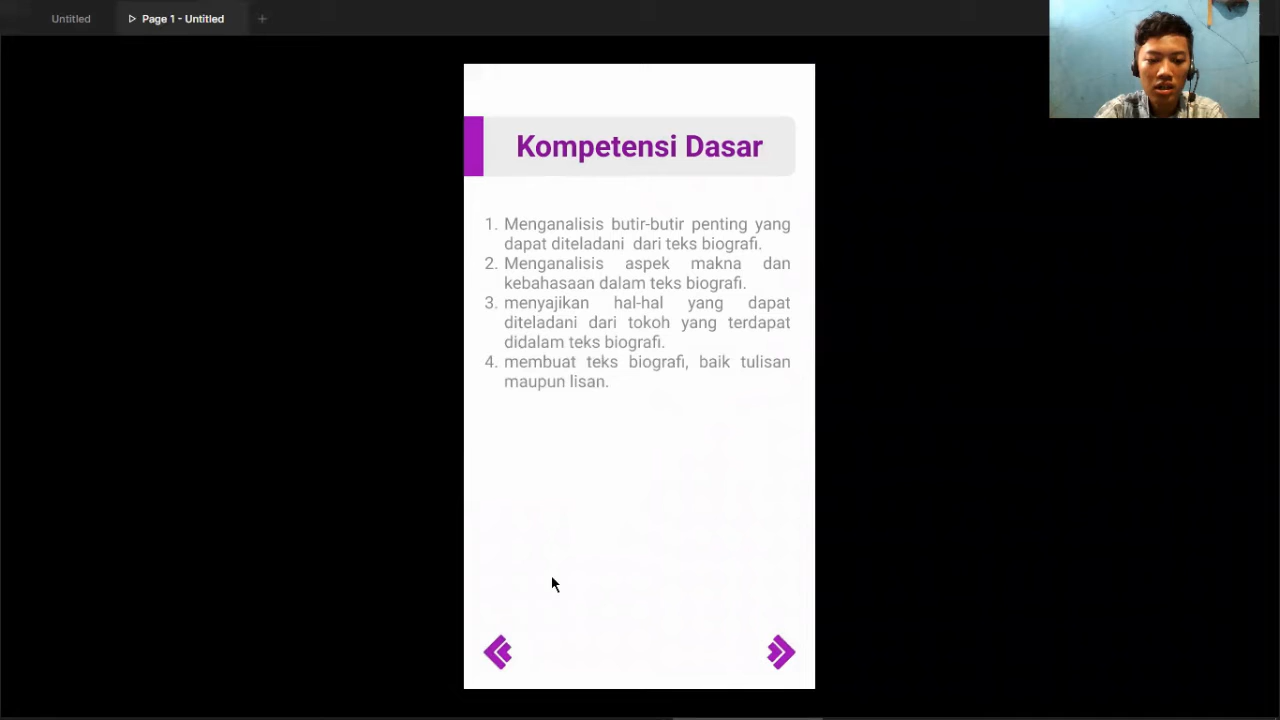 Untitled
Page 1 - Untitled
Kompetensi Dasar
1. Menganalisis butir-butir penting yang
dapat diteladani dari teks biografi.
2. Menganalisis aspek makna dan
kebahasaan dalam teks biografi.
3. menyajikan hal-hal yang dapat
diteladani dari tokoh yang terdapat
didalam teks biografi.
4. membuat teks biografi, baik tulisan
maupun lisan.